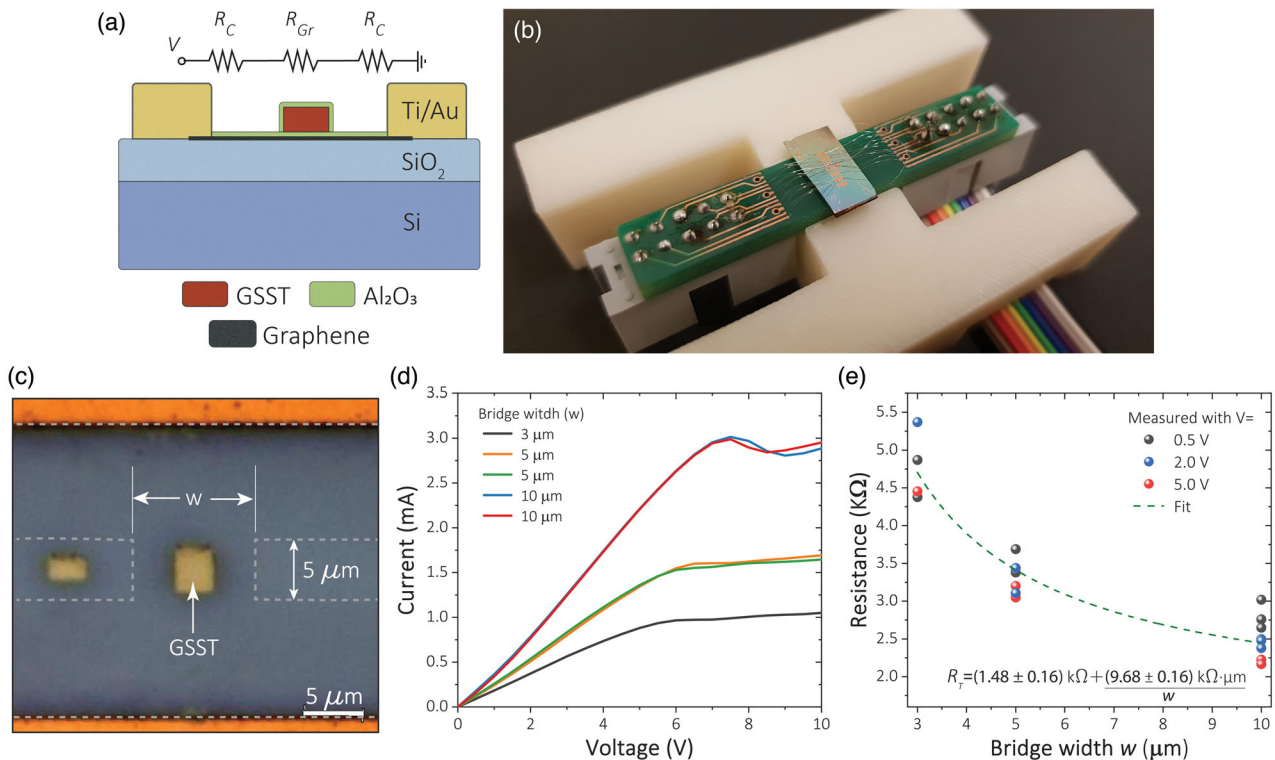 (a)
R_C R_Gr R_C
V
Ti/Au
SiO₂
Si
GSST Al₂O₃
Graphene
(b)
(c)
w
5 μm
GSST
5 μm
(d)
3.5
3.0
2.5
2.0
1.5
1.0
0.5
0.0
Current (mA)
Bridge witdh (w)
3 μm
5 μm
5 μm
10 μm
10 μm
0 2 4 6 8 10
Voltage (V)
(e)
5.5
5.0
4.5
4.0
3.5
3.0
2.5
2.0
Resistance (KΩ)
Measured with V=
0.5 V
2.0 V
5.0 V
Fit
R_T=(1.48 ± 0.16) kΩ+(9.68 ± 0.16) kΩ·μm
w
3 4 5 6 7 8 9 10
Bridge width w (μm)